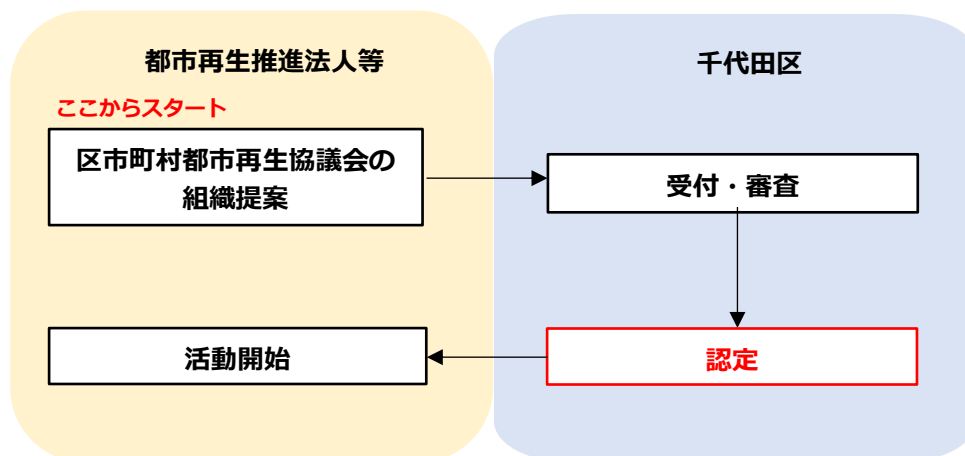 都市再生推進法人等
千代田区
ここからスタート
区市町村都市再生協議会の
組織提案
受付・審査
認定
活動開始